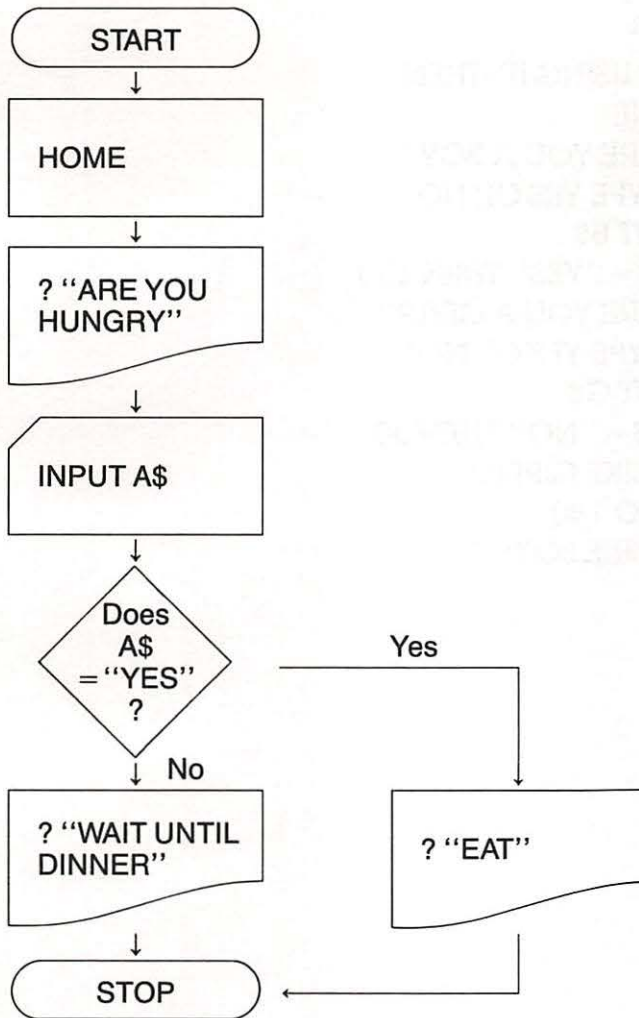 START
HOME
? “ARE YOU
HUNGRY”
INPUT A$
Does
A$
= “YES”
?
Yes
No
? “WAIT UNTIL
DINNER”
? “EAT”
STOP